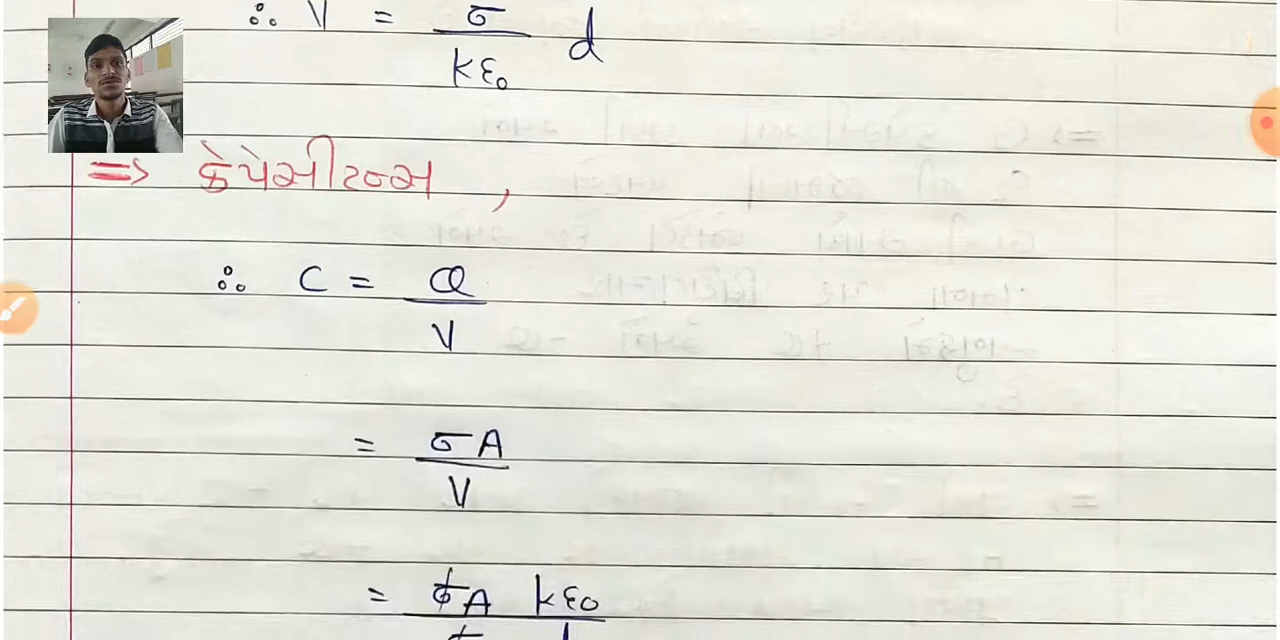 ∴ V = σ / kε₀ d
=> કેપેસીટન્સ ,
∴ C = Q / V
= σA / V
= σA kε₀ / σ d